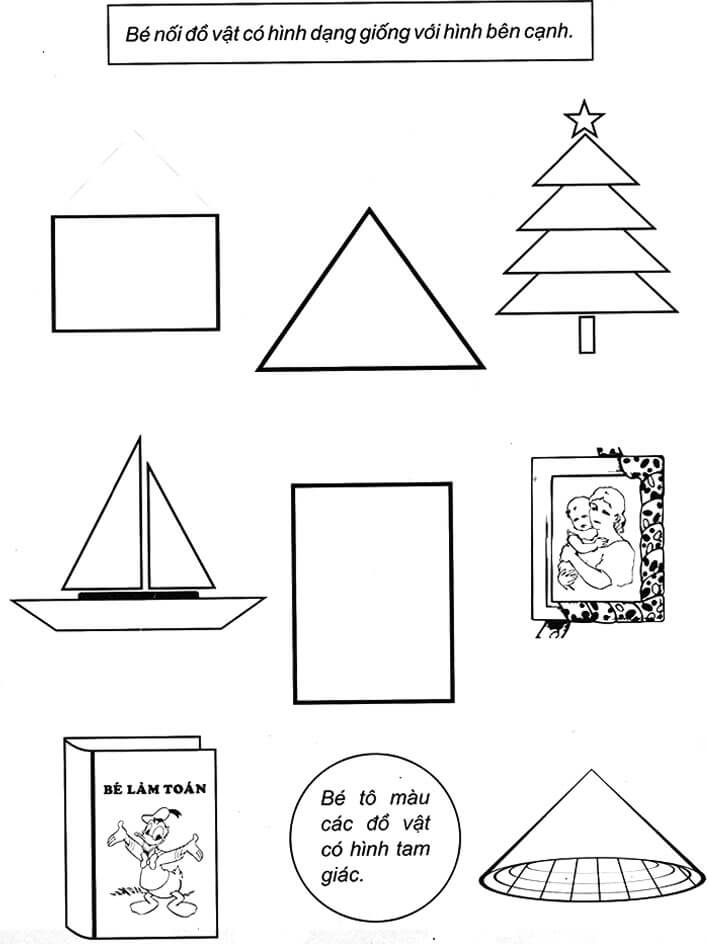 Bé nối đồ vật có hình dạng giống với hình bên cạnh.
BÉ LÀM TOÁN
Bé tô màu
các đồ vật
có hình tam
giác.